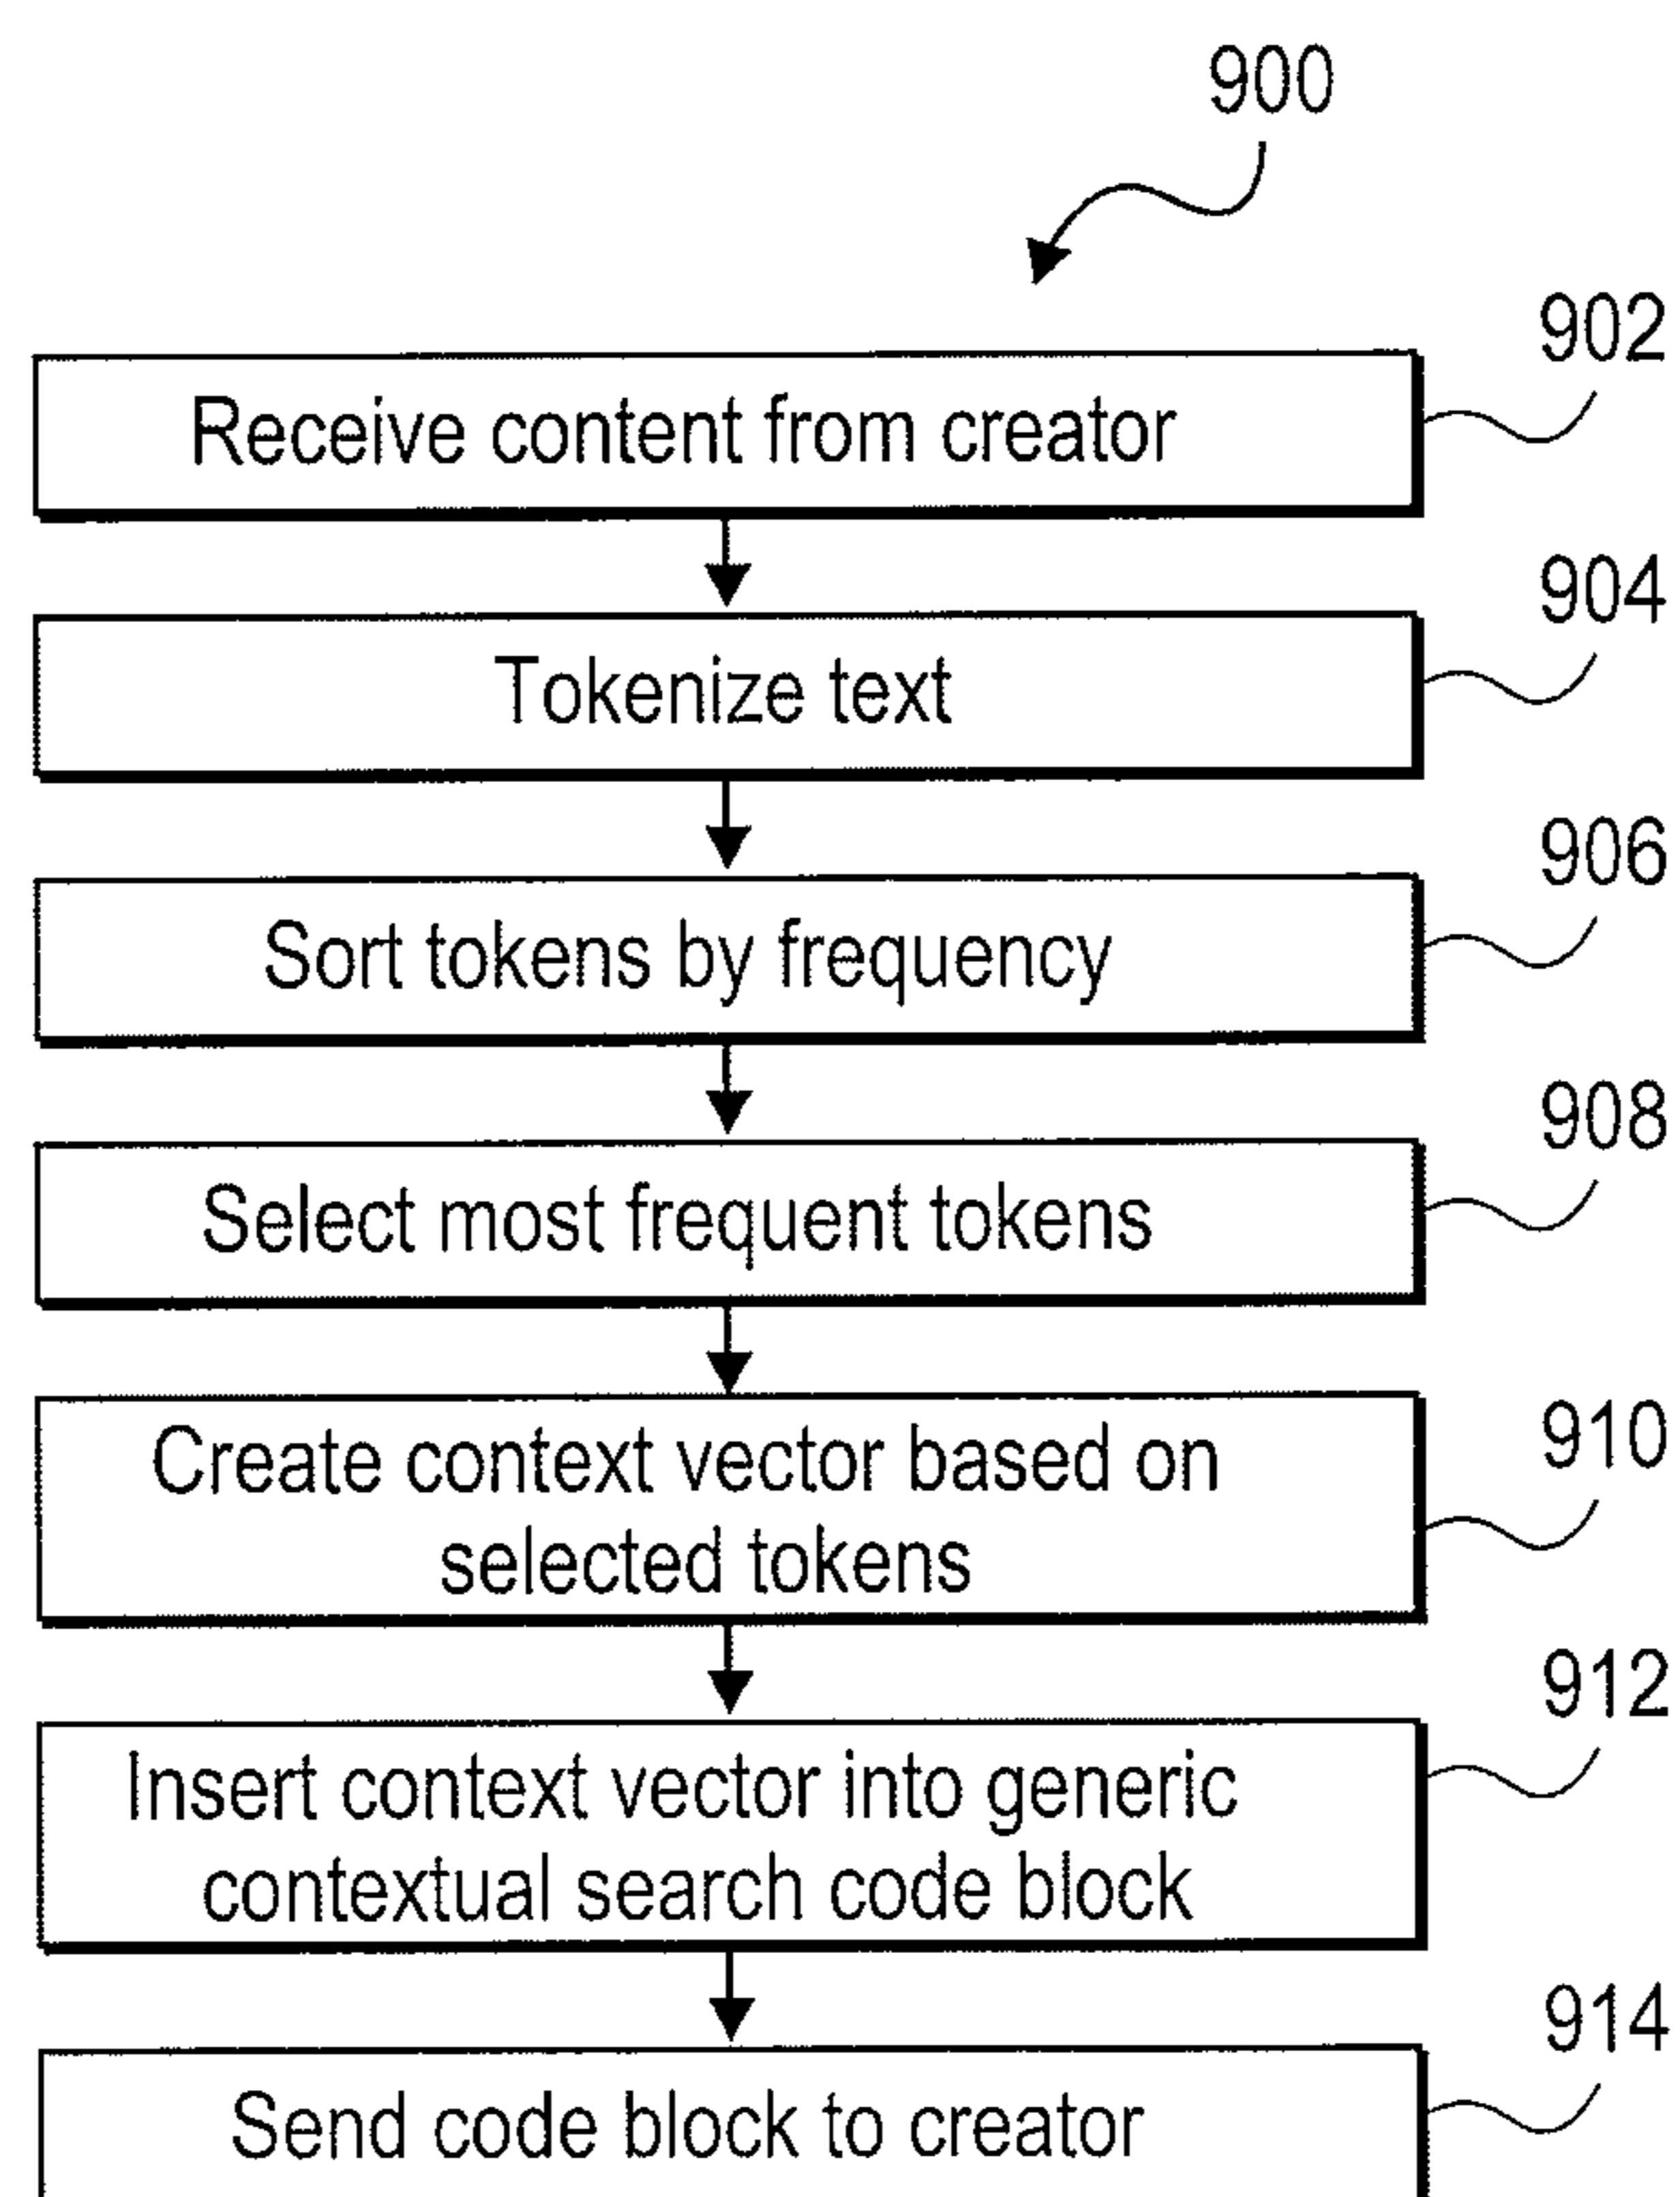 900
902
Receive content from creator
904
Tokenize text
906
Sort tokens by frequency
908
Select most frequent tokens
910
Create context vector based on
selected tokens
912
Insert context vector into generic
contextual search code block
914
Send code block to creator